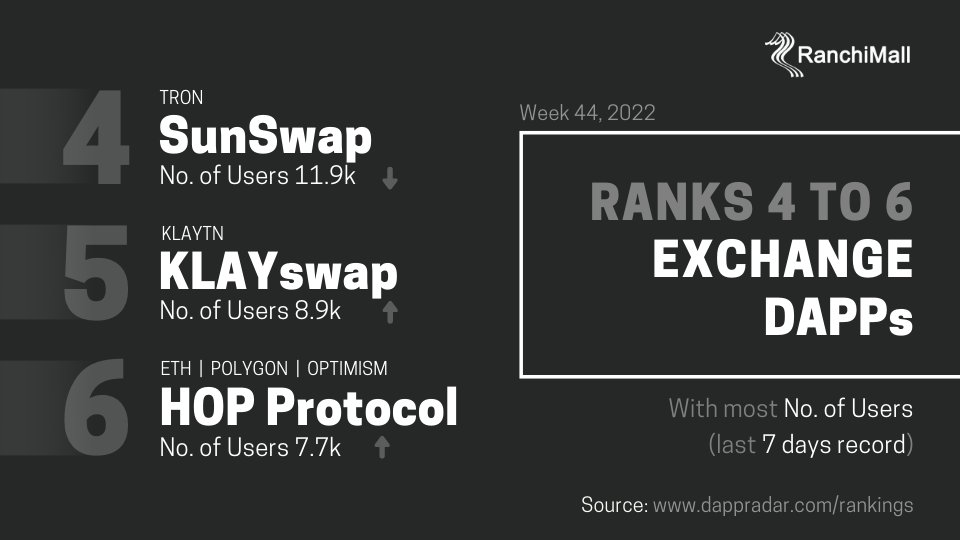 RanchiMall
4
TRON
SunSwap
No. of Users 11.9k
5
KLAYTN
KLAYswap
No. of Users 8.9k
6
ETH | POLYGON | OPTIMISM
HOP Protocol
No. of Users 7.7k
Week 44, 2022
RANKS 4 TO 6
EXCHANGE
DAPPs
With most No. of Users
(last 7 days record)
Source: www.dappradar.com/rankings